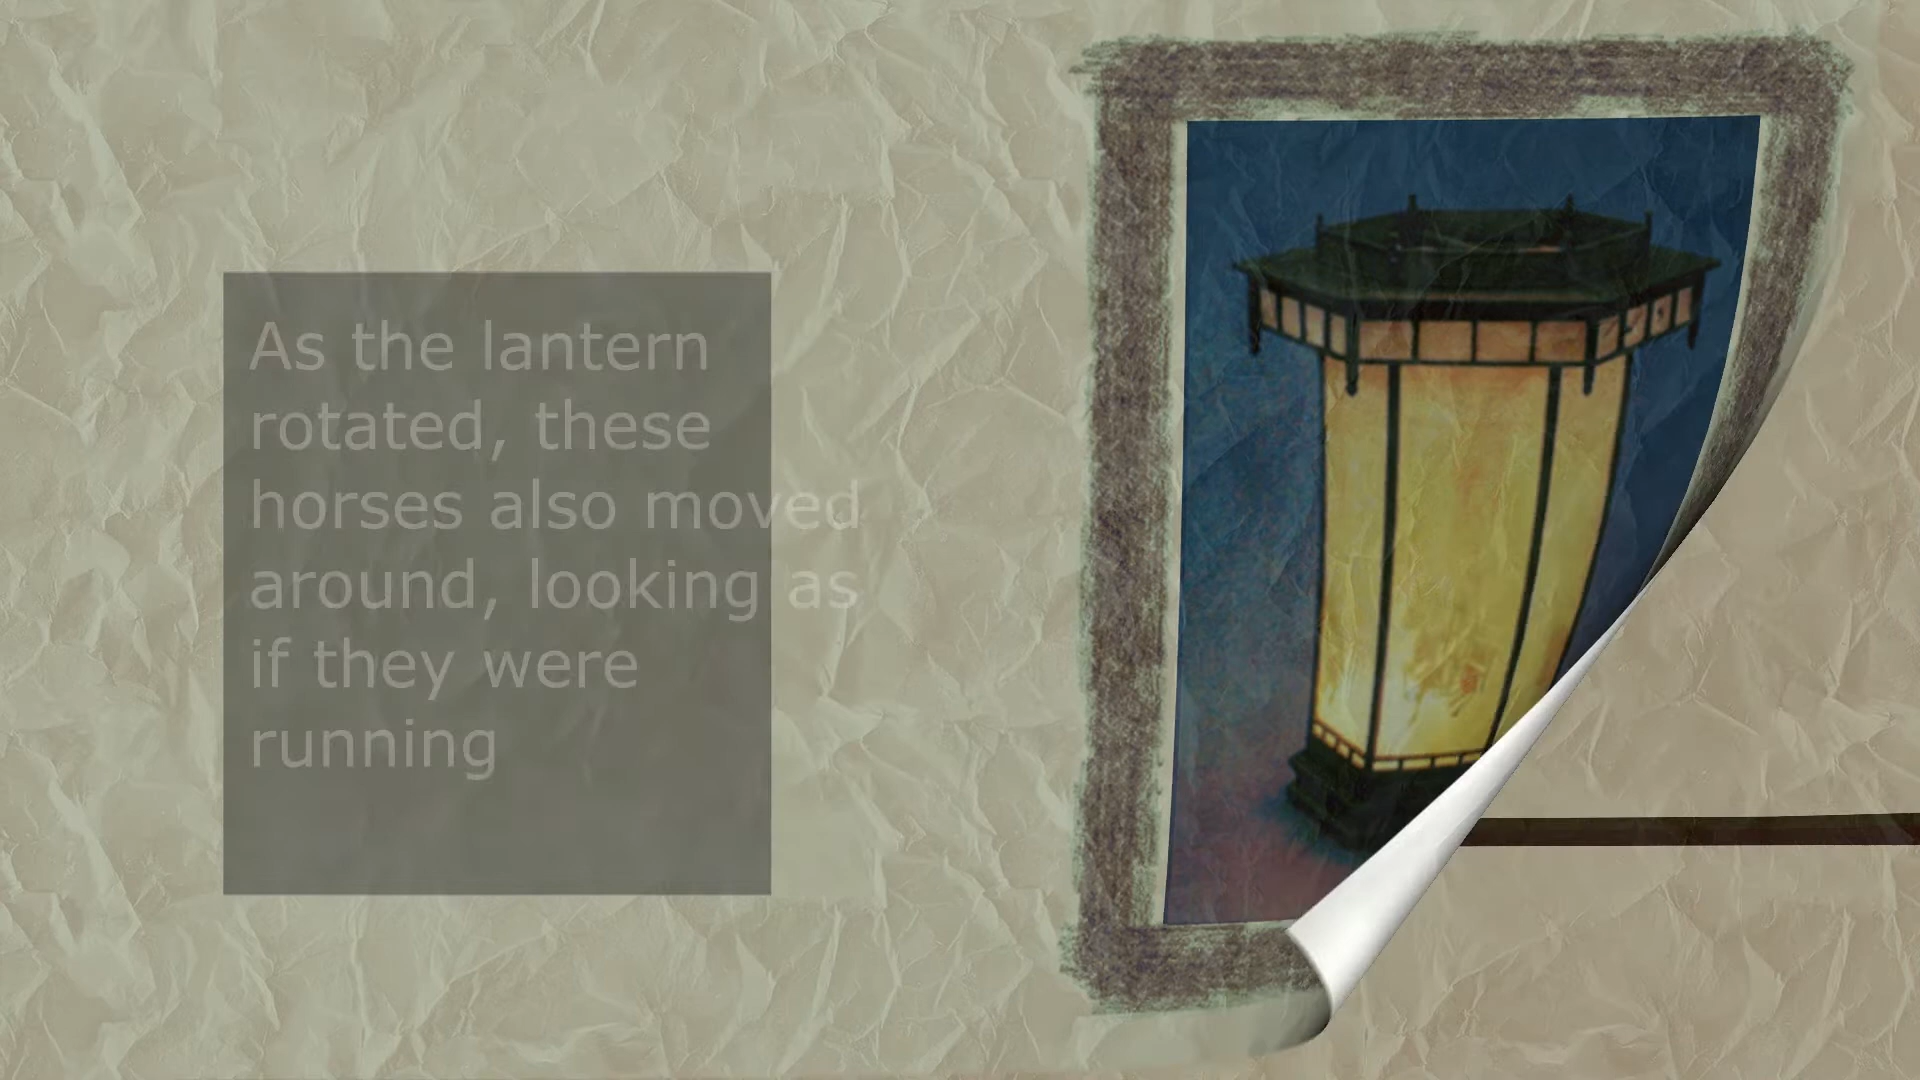 As the lantern
rotated, these
horses also moved
around, looking as
if they were
running